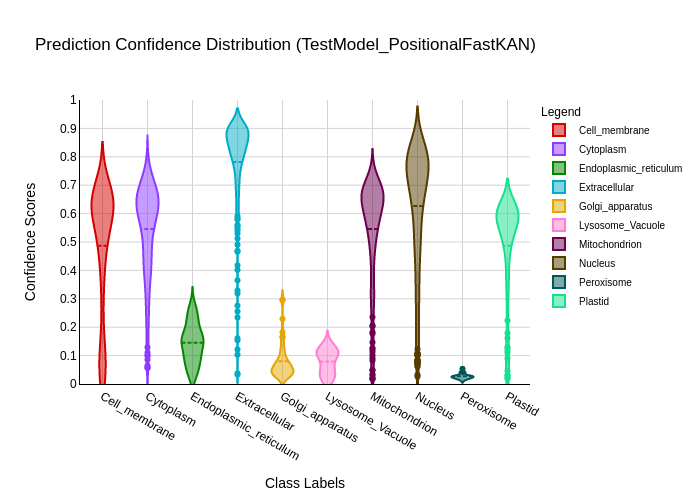 Prediction Confidence Distribution (TestModel_PositionalFastKAN)
Confidence Scores
1
0.9
0.8
0.7
0.6
0.5
0.4
0.3
0.2
0.1
0
Cell_membrane
Cytoplasm
Endoplasmic_reticulum
Extracellular
Golgi_apparatus
Lysosome_Vacuole
Mitochondrion
Nucleus
Peroxisome
Plastid
Class Labels
Legend
Cell_membrane
Cytoplasm
Endoplasmic_reticulum
Extracellular
Golgi_apparatus
Lysosome_Vacuole
Mitochondrion
Nucleus
Peroxisome
Plastid